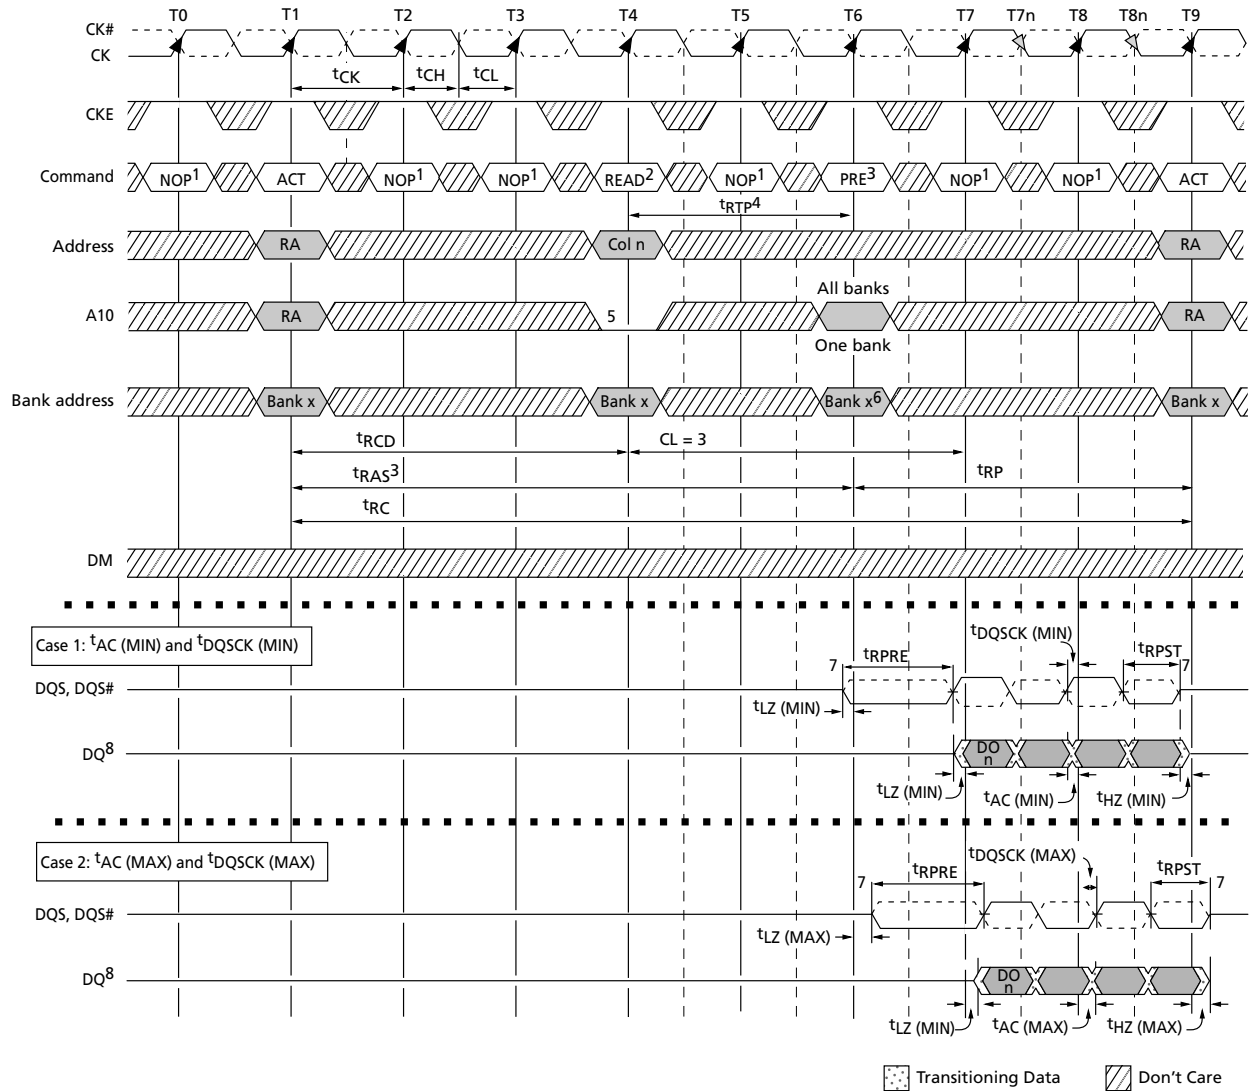 T0 T1 T2 T3 T4 T5 T6 T7 T7n T8 T8n T9
CK#
CK
tCK tCH tCL
CKE
Command NOP1 ACT NOP1 NOP1 READ2 NOP1 PRE3 NOP1 NOP1 ACT
tRTP4
Address RA Col n RA
All banks
A10 RA 5 RA
One bank
Bank address Bank x Bank x Bank x6 Bank x
tRCD CL = 3
tRAS3 tRP
tRC
DM
Case 1: tAC (MIN) and tDQSCK (MIN)
tDQSCK (MIN)
7 tRPRE tRPST 7
DQS, DQS#
tLZ (MIN)
DQ8 DO n
tLZ (MIN) tAC (MIN) tHZ (MIN)
Case 2: tAC (MAX) and tDQSCK (MAX)
tDQSCK (MAX)
7 tRPRE tRPST 7
DQS, DQS#
tLZ (MAX)
DQ8 DO n
tLZ (MIN) tAC (MAX) tHZ (MAX)
Transitioning Data Don't Care